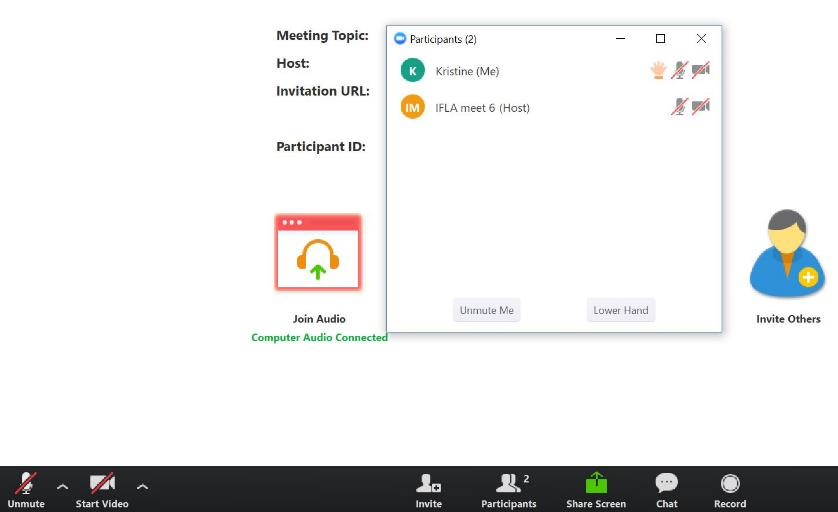 Meeting Topic:
Host:
Invitation URL:
Participant ID:
Participants (2)
K Kristine (Me)
IM IFLA meet 6 (Host)
Unmute Me Lower Hand
Join Audio
Computer Audio Connected
Invite Others
Unmute Start Video Invite Participants 2 Share Screen Chat Record